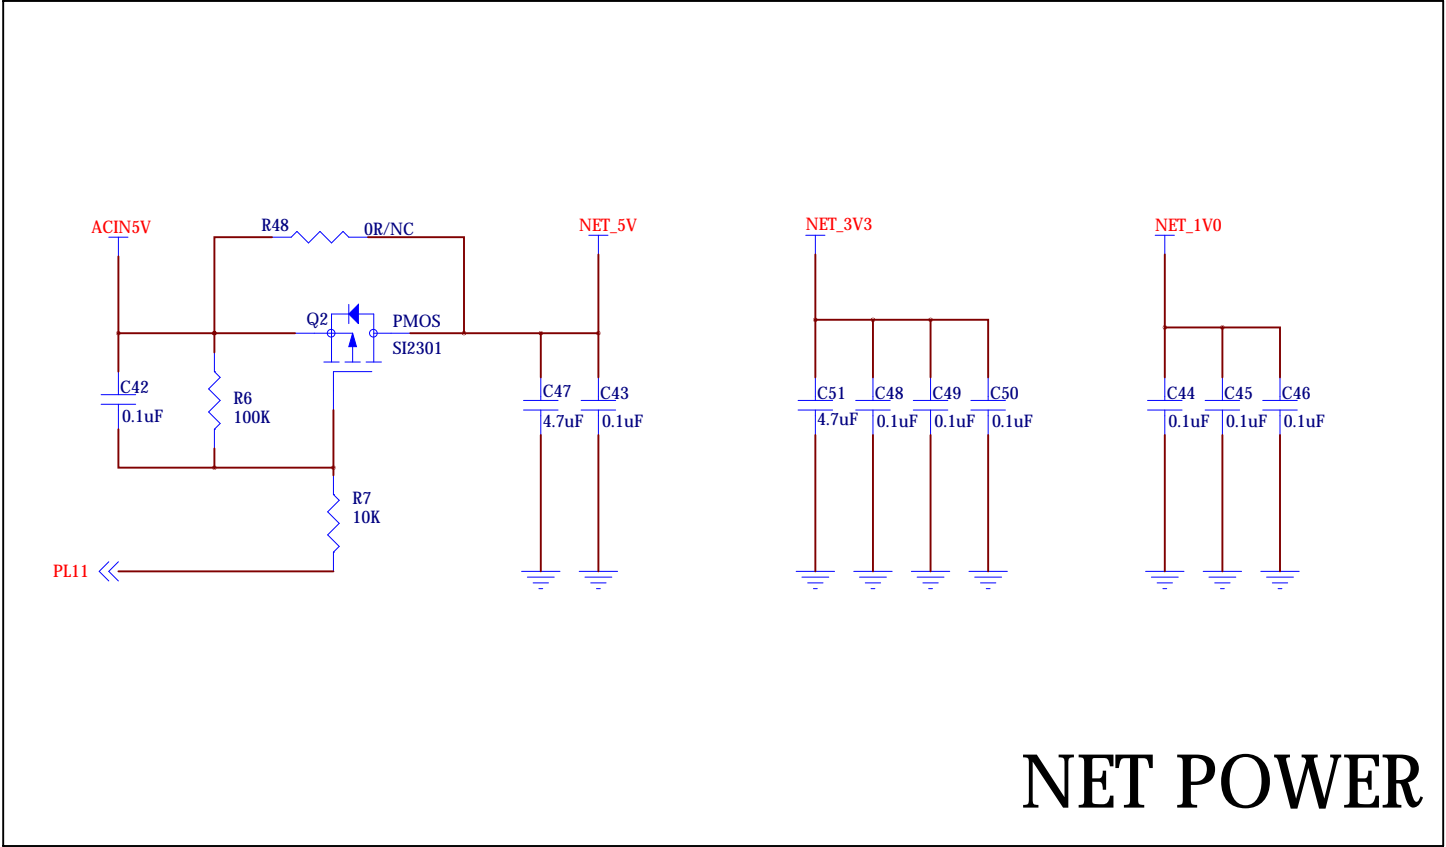 ACIN5V
R48
0R/NC
NET_5V
NET_3V3
NET_1V0
Q2
PMOS
SI2301
C42
0.1uF
R6
100K
C47
4.7uF
C43
0.1uF
C51
4.7uF
C48
0.1uF
C49
0.1uF
C50
0.1uF
C44
0.1uF
C45
0.1uF
C46
0.1uF
R7
10K
PL11
NET POWER